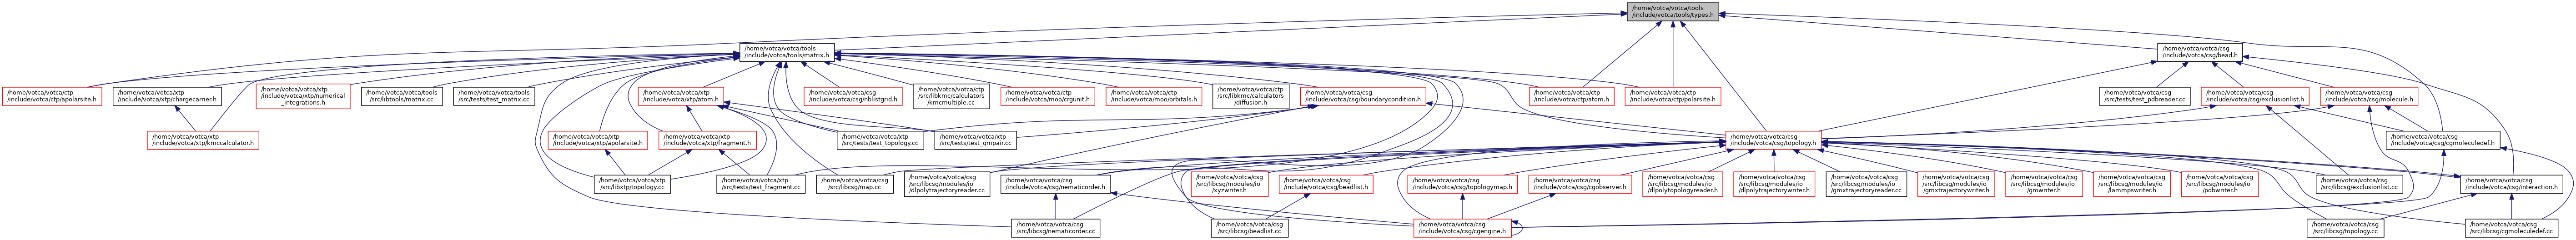 /home/votca/votca/tools
/include/votca/tools/types.h
/home/votca/votca/tools
/include/votca/tools/matrix.h
/home/votca/votca/csg
/include/votca/csg/bead.h
/home/votca/votca/ctp
/include/votca/ctp/apolarsite.h
/home/votca/votca/xtp
/include/votca/xtp/chargecarrier.h
/home/votca/votca/xtp
/include/votca/xtp/numerical
_integrations.h
/home/votca/votca/tools
/src/libtools/matrix.cc
/home/votca/votca/tools
/src/tests/test_matrix.cc
/home/votca/votca/xtp
/include/votca/xtp/atom.h
/home/votca/votca/csg
/include/votca/csg/nblistgrid.h
/home/votca/votca/ctp
/src/libkmc/calculators
/kmcmultiple.cc
/home/votca/votca/ctp
/include/votca/moo/crgunit.h
/home/votca/votca/ctp
/include/votca/moo/orbitals.h
/home/votca/votca/ctp
/src/libkmc/calculators
/diffusion.h
/home/votca/votca/csg
/include/votca/csg/boundarycondition.h
/home/votca/votca/ctp
/include/votca/ctp/atom.h
/home/votca/votca/ctp
/include/votca/ctp/polarsite.h
/home/votca/votca/csg
/src/tests/test_pdbreader.cc
/home/votca/votca/csg
/include/votca/csg/exclusionlist.h
/home/votca/votca/csg
/include/votca/csg/molecule.h
/home/votca/votca/xtp
/include/votca/xtp/kmccalculator.h
/home/votca/votca/xtp
/include/votca/xtp/apolarsite.h
/home/votca/votca/xtp
/include/votca/xtp/fragment.h
/home/votca/votca/xtp
/src/tests/test_topology.cc
/home/votca/votca/xtp
/src/tests/test_qmpair.cc
/home/votca/votca/csg
/include/votca/csg/topology.h
/home/votca/votca/csg
/include/votca/csg/cgmoleculedef.h
/home/votca/votca/xtp
/src/libxtp/topology.cc
/home/votca/votca/xtp
/src/tests/test_fragment.cc
/home/votca/votca/csg
/src/libcsg/map.cc
/home/votca/votca/csg
/src/libcsg/modules/io
/dlpolytrajectoryreader.cc
/home/votca/votca/csg
/include/votca/csg/nematicorder.h
/home/votca/votca/csg
/src/libcsg/modules/io
/xyzwriter.h
/home/votca/votca/csg
/include/votca/csg/beadlist.h
/home/votca/votca/csg
/include/votca/csg/topologymap.h
/home/votca/votca/csg
/include/votca/csg/cgobserver.h
/home/votca/votca/csg
/src/libcsg/modules/io
/dlpolytopologyreader.h
/home/votca/votca/csg
/src/libcsg/modules/io
/dlpolytrajectorywriter.h
/home/votca/votca/csg
/src/libcsg/modules/io
/gmxtrajectoryreader.cc
/home/votca/votca/csg
/src/libcsg/modules/io
/gmxtrajectorywriter.h
/home/votca/votca/csg
/src/libcsg/modules/io
/growriter.h
/home/votca/votca/csg
/src/libcsg/modules/io
/lammpswriter.h
/home/votca/votca/csg
/src/libcsg/modules/io
/pdbwriter.h
/home/votca/votca/csg
/src/libcsg/exclusionlist.cc
/home/votca/votca/csg
/include/votca/csg/interaction.h
/home/votca/votca/csg
/src/libcsg/nematicorder.cc
/home/votca/votca/csg
/src/libcsg/beadlist.cc
/home/votca/votca/csg
/include/votca/csg/cgengine.h
/home/votca/votca/csg
/src/libcsg/topology.cc
/home/votca/votca/csg
/src/libcsg/cgmoleculedef.cc